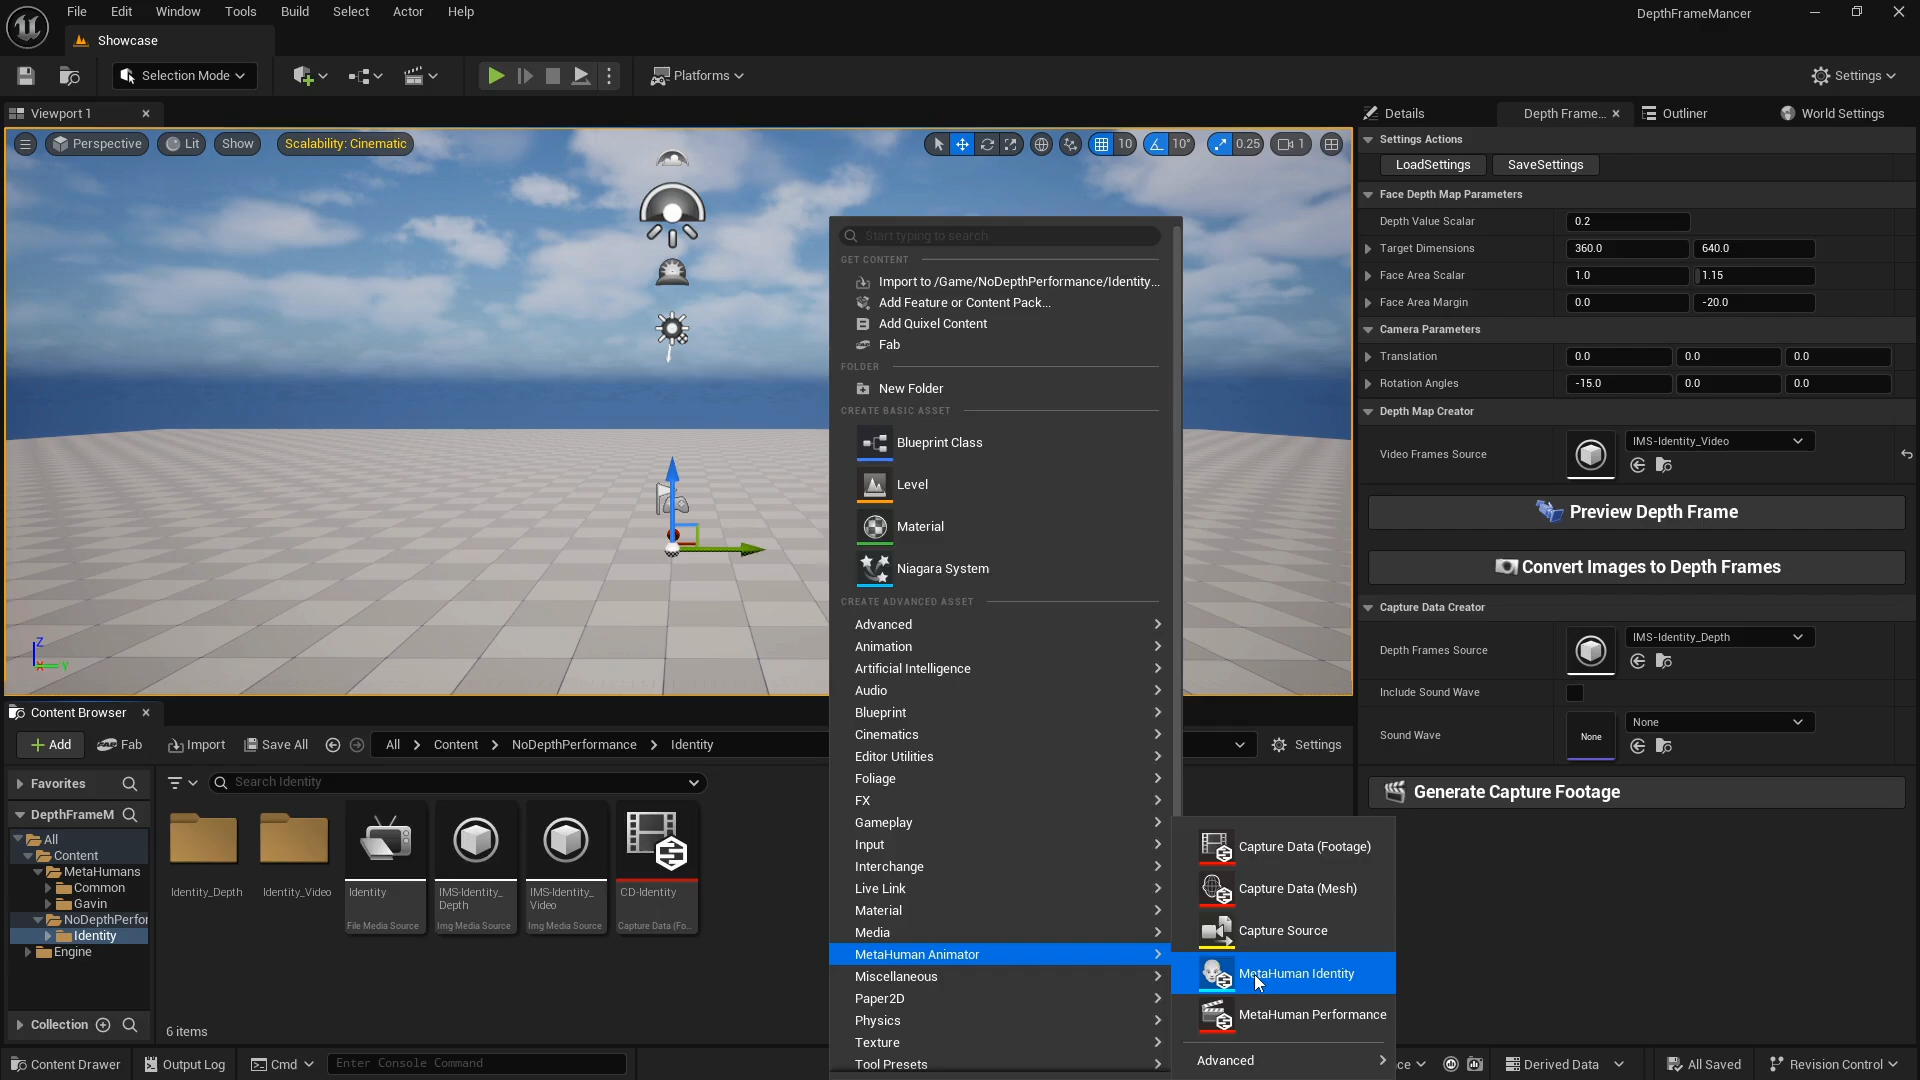 File Edit Window Tools Build Select Actor Help
DepthFrameMancer
Showcase
Selection Mode
Platforms
Settings
Viewport 1
Details
Depth Frame...
Outliner
World Settings
Perspective
Lit
Show
Scalability: Cinematic
10
10°
0.25
1
Settings Actions
LoadSettings
SaveSettings
Face Depth Map Parameters
Depth Value Scalar
0.2
Target Dimensions
360.0
640.0
Face Area Scalar
1.0
1.15
Face Area Margin
0.0
-20.0
Camera Parameters
Translation
0.0
0.0
0.0
Rotation Angles
-15.0
0.0
0.0
Depth Map Creator
Video Frames Source
IMS-Identity_Video
Preview Depth Frame
Convert Images to Depth Frames
Capture Data Creator
Depth Frames Source
IMS-Identity_Depth
Include Sound Wave
Sound Wave
None
None
Generate Capture Footage
Start typing to search
GET CONTENT
Import to /Game/NoDepthPerformance/Identity...
Add Feature or Content Pack...
Add Quixel Content
Fab
FOLDER
New Folder
CREATE BASIC ASSET
Blueprint Class
Level
Material
Niagara System
CREATE ADVANCED ASSET
Advanced
Animation
Artificial Intelligence
Audio
Blueprint
Cinematics
Editor Utilities
Foliage
FX
Gameplay
Input
Interchange
Live Link
Material
Media
MetaHuman Animator
Miscellaneous
Paper2D
Physics
Texture
Tool Presets
Capture Data (Footage)
Capture Data (Mesh)
Capture Source
MetaHuman Identity
MetaHuman Performance
Advanced
Z
Y
X
Content Browser
Add
Fab
Import
Save All
All
Content
NoDepthPerformance
Identity
Settings
Favorites
Search Identity
DepthFrameM
All
Content
MetaHumans
Common
Gavin
NoDepthPerfor
Identity
Engine
Identity_Depth
Identity_Video
Identity
File Media Source
IMS-Identity_
Depth
Img Media Source
IMS-Identity_
Video
Img Media Source
CD-Identity
Capture Data (Fo...
Collection
6 items
Content Drawer
Output Log
Cmd
Enter Console Command
ce
Derived Data
All Saved
Revision Control